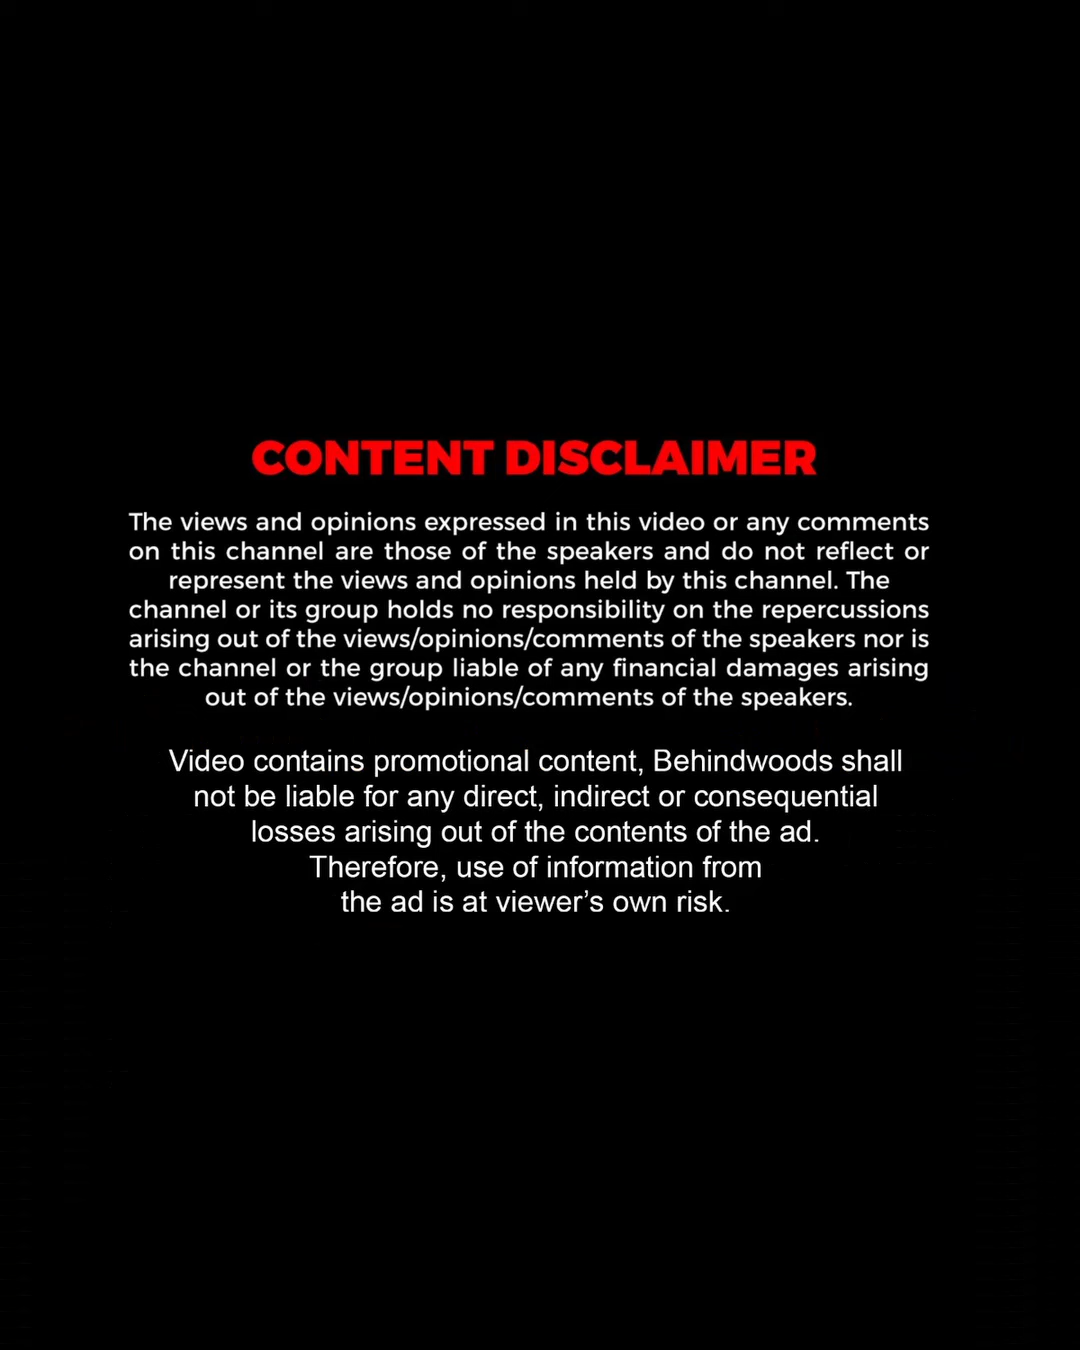 CONTENT DISCLAIMER
The views and opinions expressed in this video or any comments
on this channel are those of the speakers and do not reflect or
represent the views and opinions held by this channel. The
channel or its group holds no responsibility on the repercussions
arising out of the views/opinions/comments of the speakers nor is
the channel or the group liable of any financial damages arising
out of the views/opinions/comments of the speakers.
Video contains promotional content, Behindwoods shall
not be liable for any direct, indirect or consequential
losses arising out of the contents of the ad.
Therefore, use of information from
the ad is at viewer’s own risk.